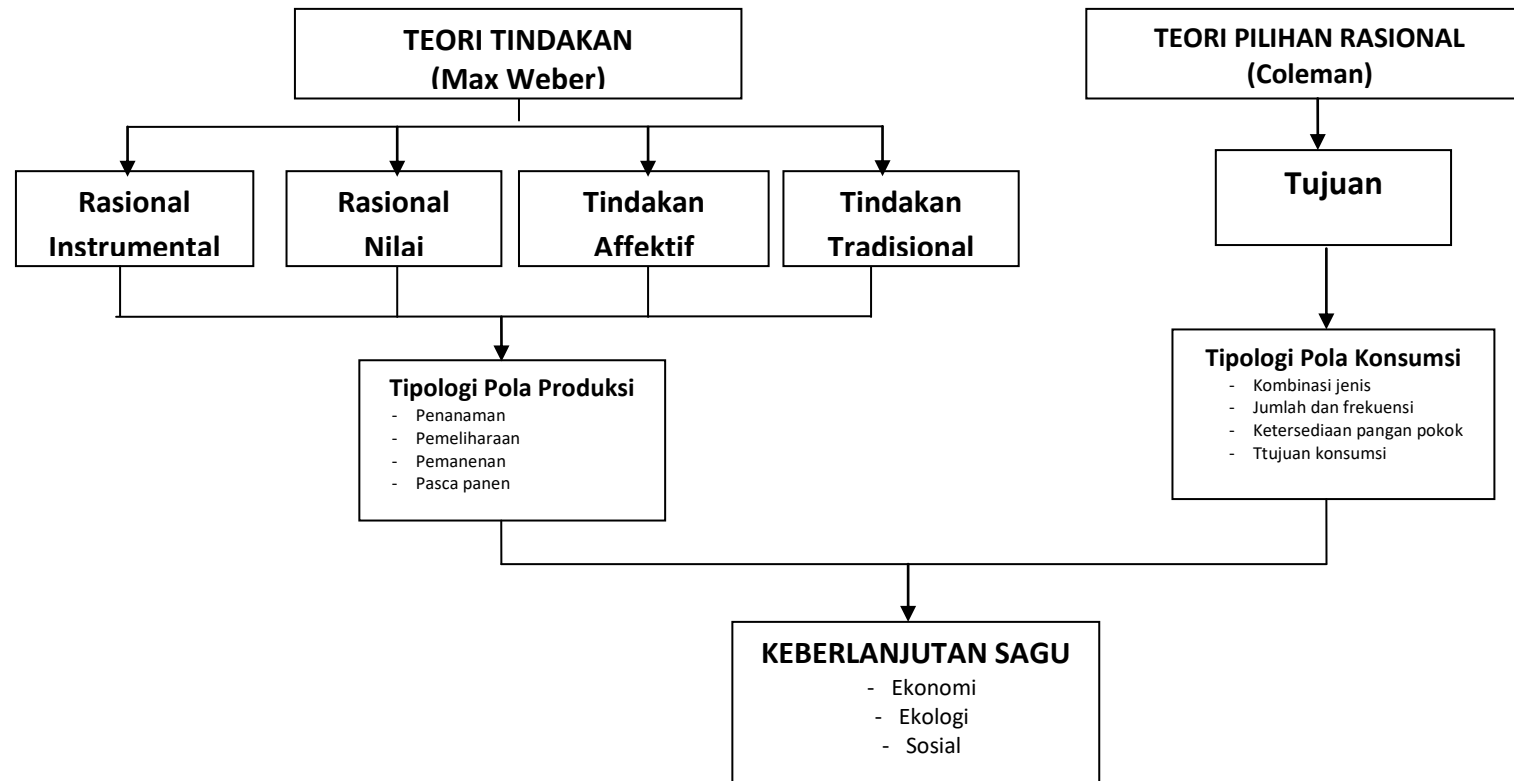 TEORI TINDAKAN
(Max Weber)
TEORI PILIHAN RASIONAL
(Coleman)
Rasional
Instrumental
Rasional
Nilai
Tindakan
Affektif
Tindakan
Tradisional
Tujuan
Tipologi Pola Produksi
- Penanaman
- Pemeliharaan
- Pemanenan
- Pasca panen
Tipologi Pola Konsumsi
- Kombinasi jenis
- Jumlah dan frekuensi
- Ketersediaan pangan pokok
- Ttujuan konsumsi
KEBERLANJUTAN SAGU
- Ekonomi
- Ekologi
- Sosial